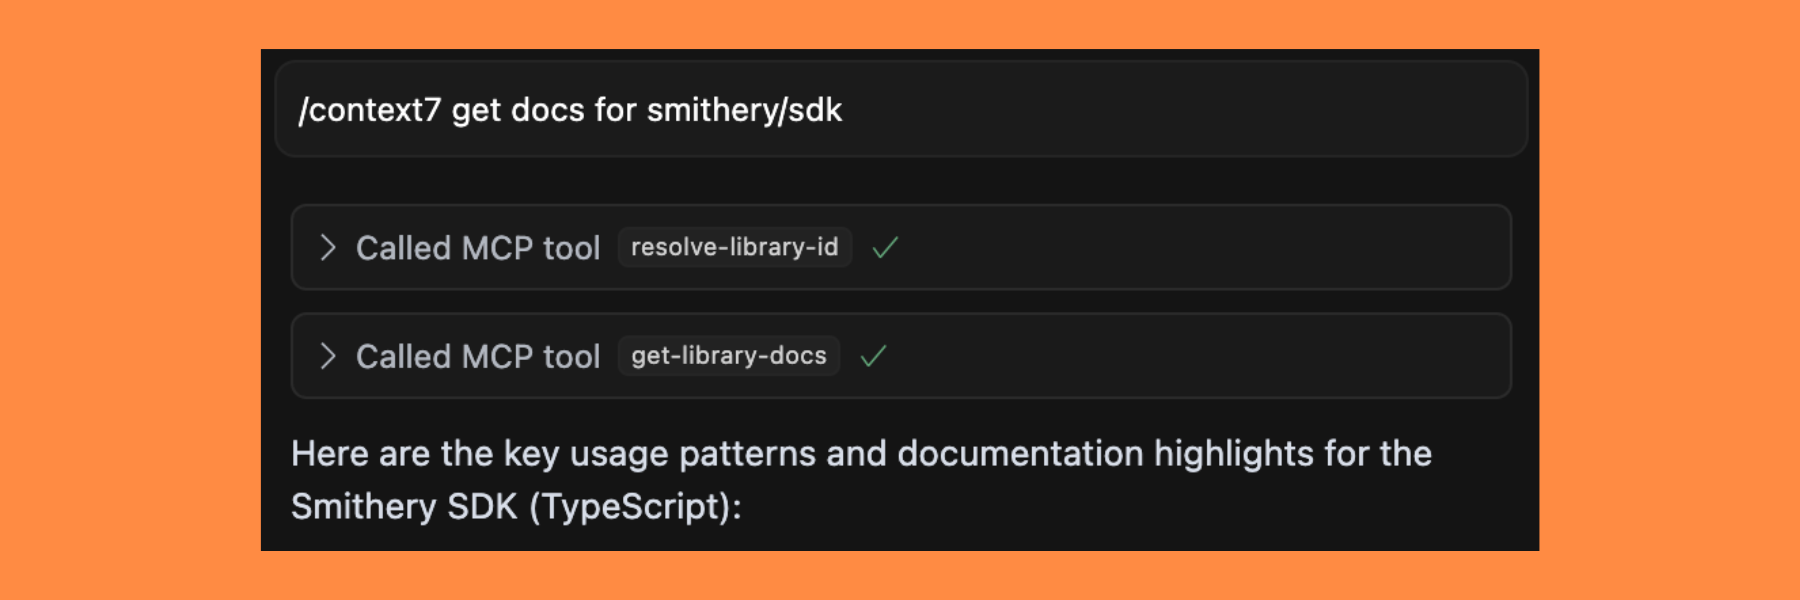 /context7 get docs for smithery/sdk
Called MCP tool resolve-library-id
Called MCP tool get-library-docs
Here are the key usage patterns and documentation highlights for the
Smithery SDK (TypeScript):